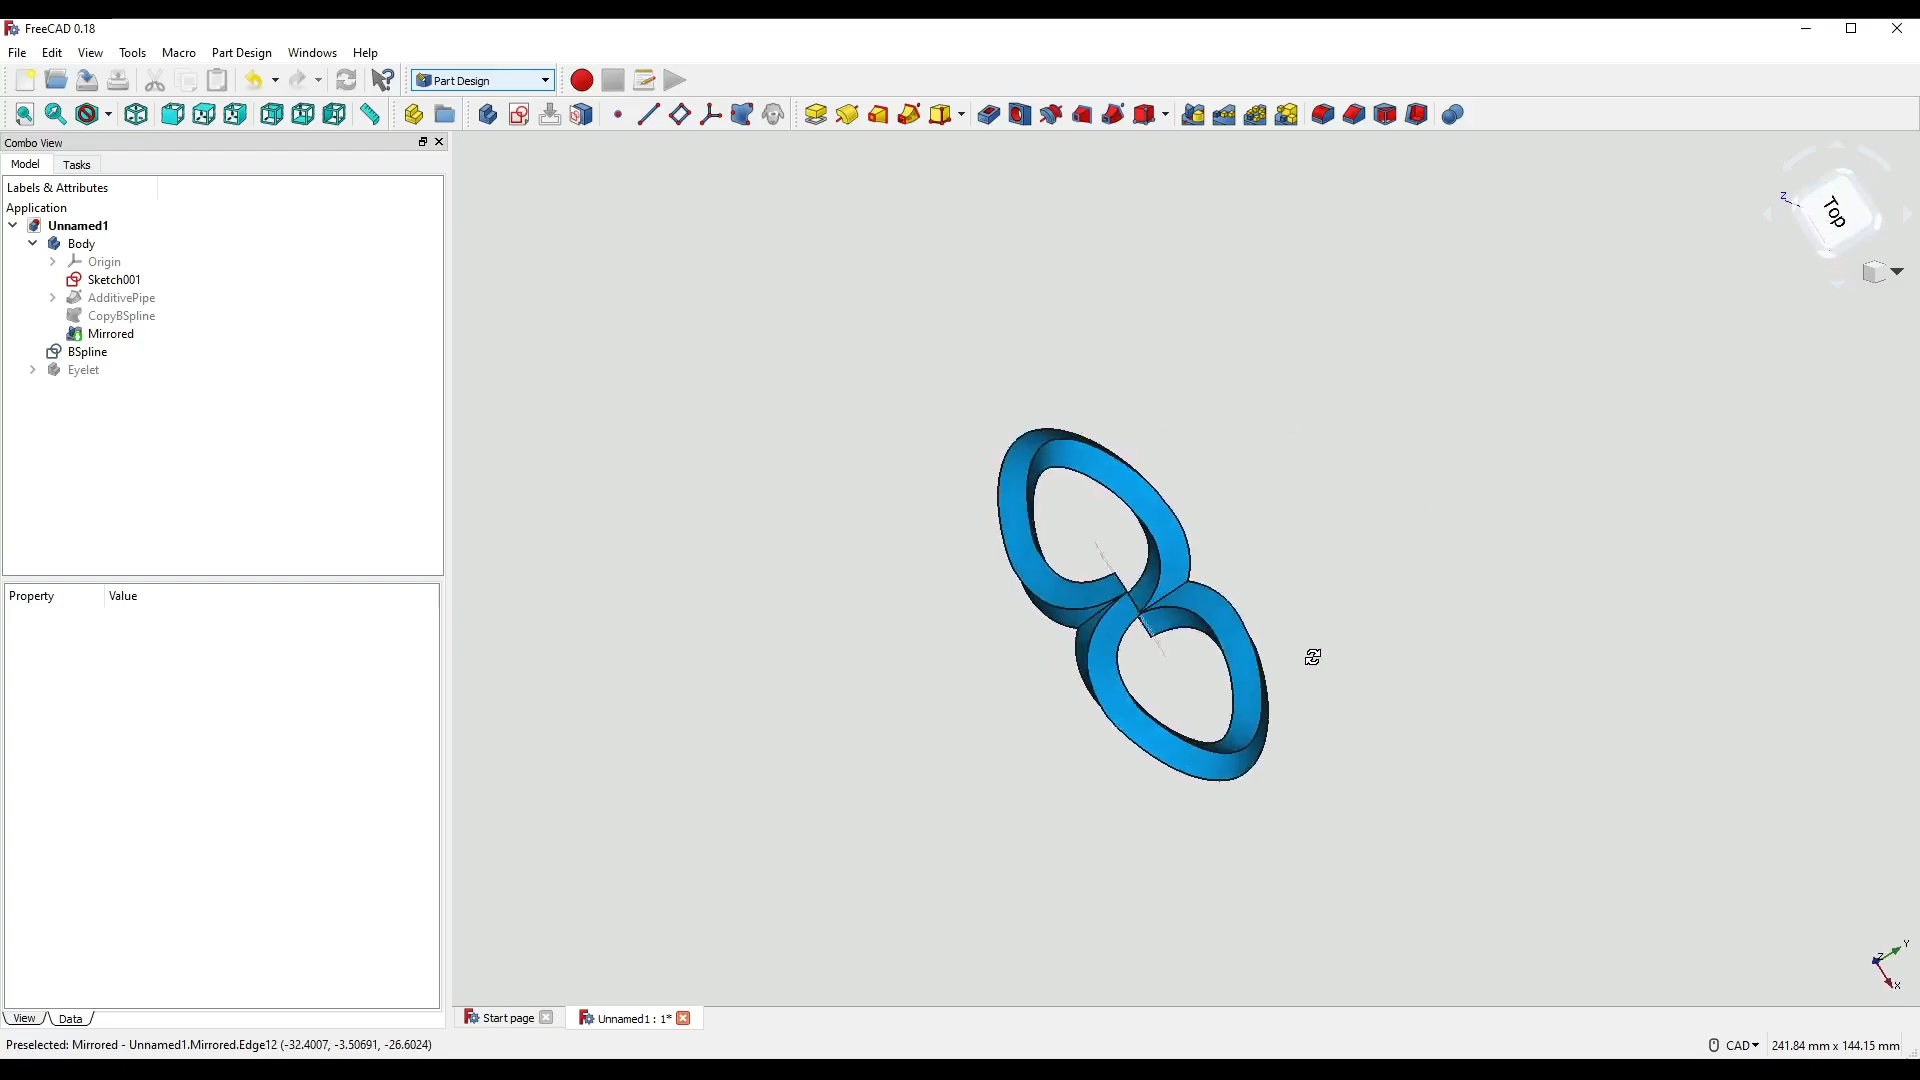 FreeCAD 0.18
File Edit View Tools Macro Part Design Windows Help
Part Design
Combo View
Model Tasks
Labels & Attributes
Application
Unnamed1
Body
Origin
Sketch001
AdditivePipe
CopyBSpline
Mirrored
BSpline
Eyelet
Z
Top
Property Value
Y
Z
X
View Data
Start page
Unnamed1 : 1*
Preselected: Mirrored - Unnamed1.Mirrored.Edge12 (-32.4007, -3.50691, -26.6024)
CAD
241.84 mm x 144.15 mm